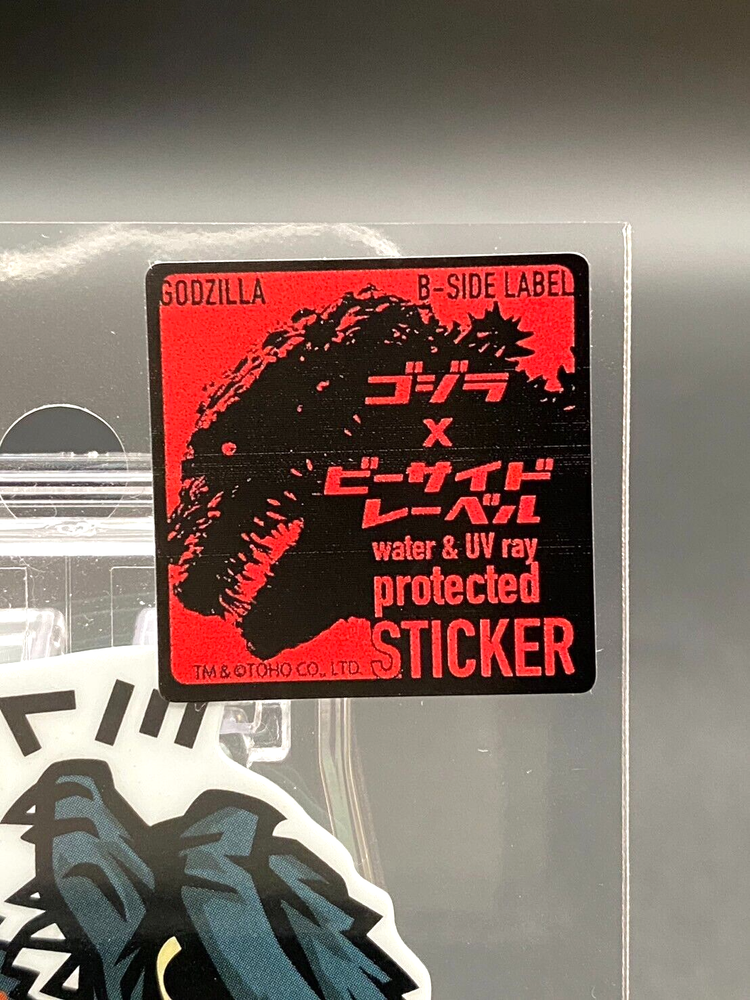 GODZILLA
B-SIDE LABEL
ゴジラ
x
ビーサイド
レーベル
water & UV ray
protected
STICKER
TM & ©TOHO CO., LTD.